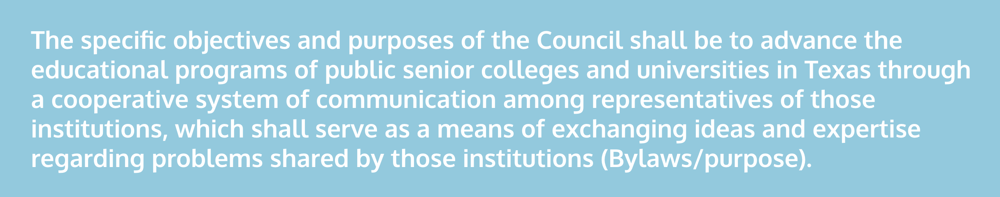 The specific objectives and purposes of the Council shall be to advance the
educational programs of public senior colleges and universities in Texas through
a cooperative system of communication among representatives of those
institutions, which shall serve as a means of exchanging ideas and expertise
regarding problems shared by those institutions (Bylaws/purpose).